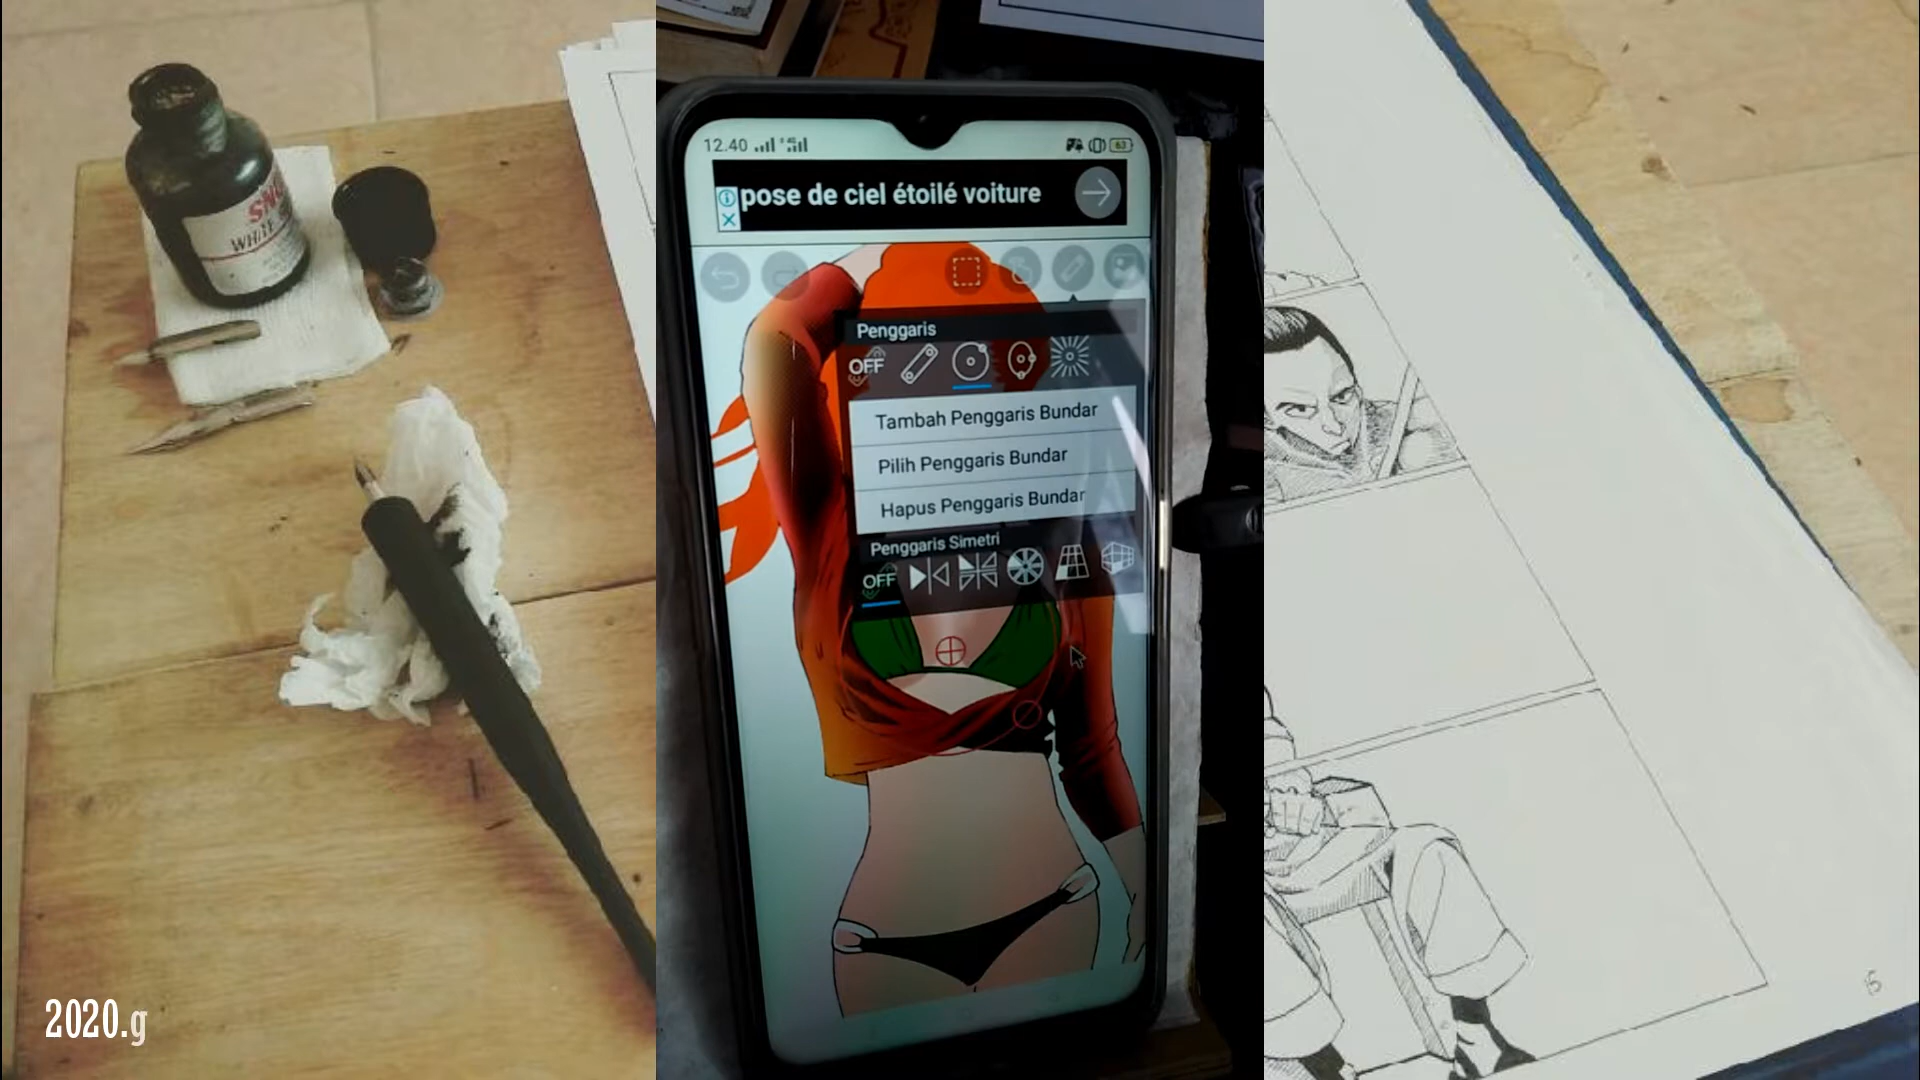 SNO
WHITE
12.40
63
pose de ciel étoilé voiture
Penggaris
OFF
Tambah Penggaris Bundar
Pilih Penggaris Bundar
Hapus Penggaris Bundar
Penggaris Simetri
OFF
15
2020.g